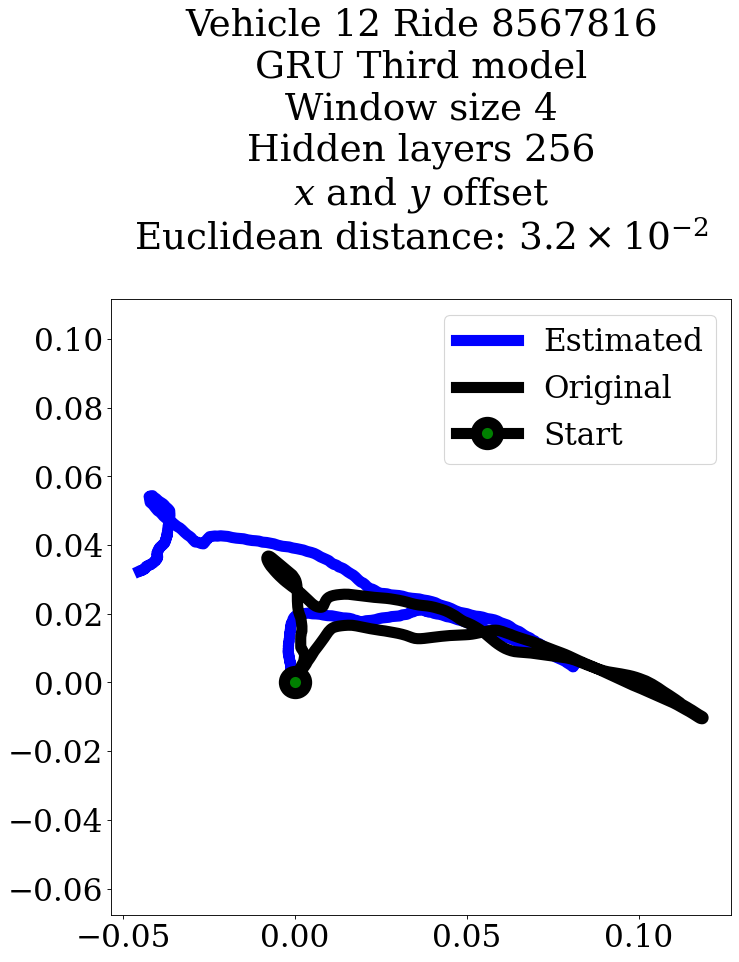 Vehicle 12 Ride 8567816
GRU Third model
Window size 4
Hidden layers 256
x and y offset
Euclidean distance: 3.2 × 10⁻²
Estimated
Original
Start
0.10
0.08
0.06
0.04
0.02
0.00
−0.02
−0.04
−0.06
−0.05 0.00 0.05 0.10